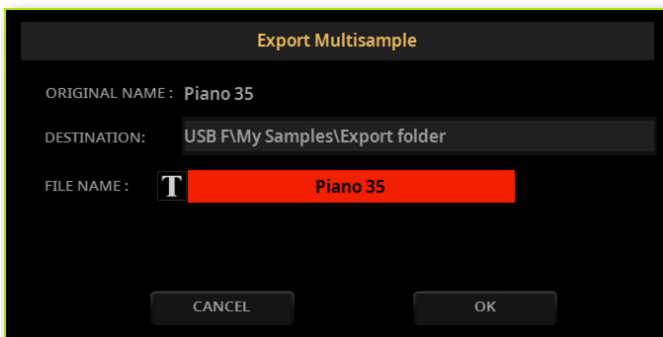 Export Multisample
ORIGINAL NAME : Piano 35
DESTINATION: USB F\My Samples\Export folder
FILE NAME : T Piano 35
CANCEL OK